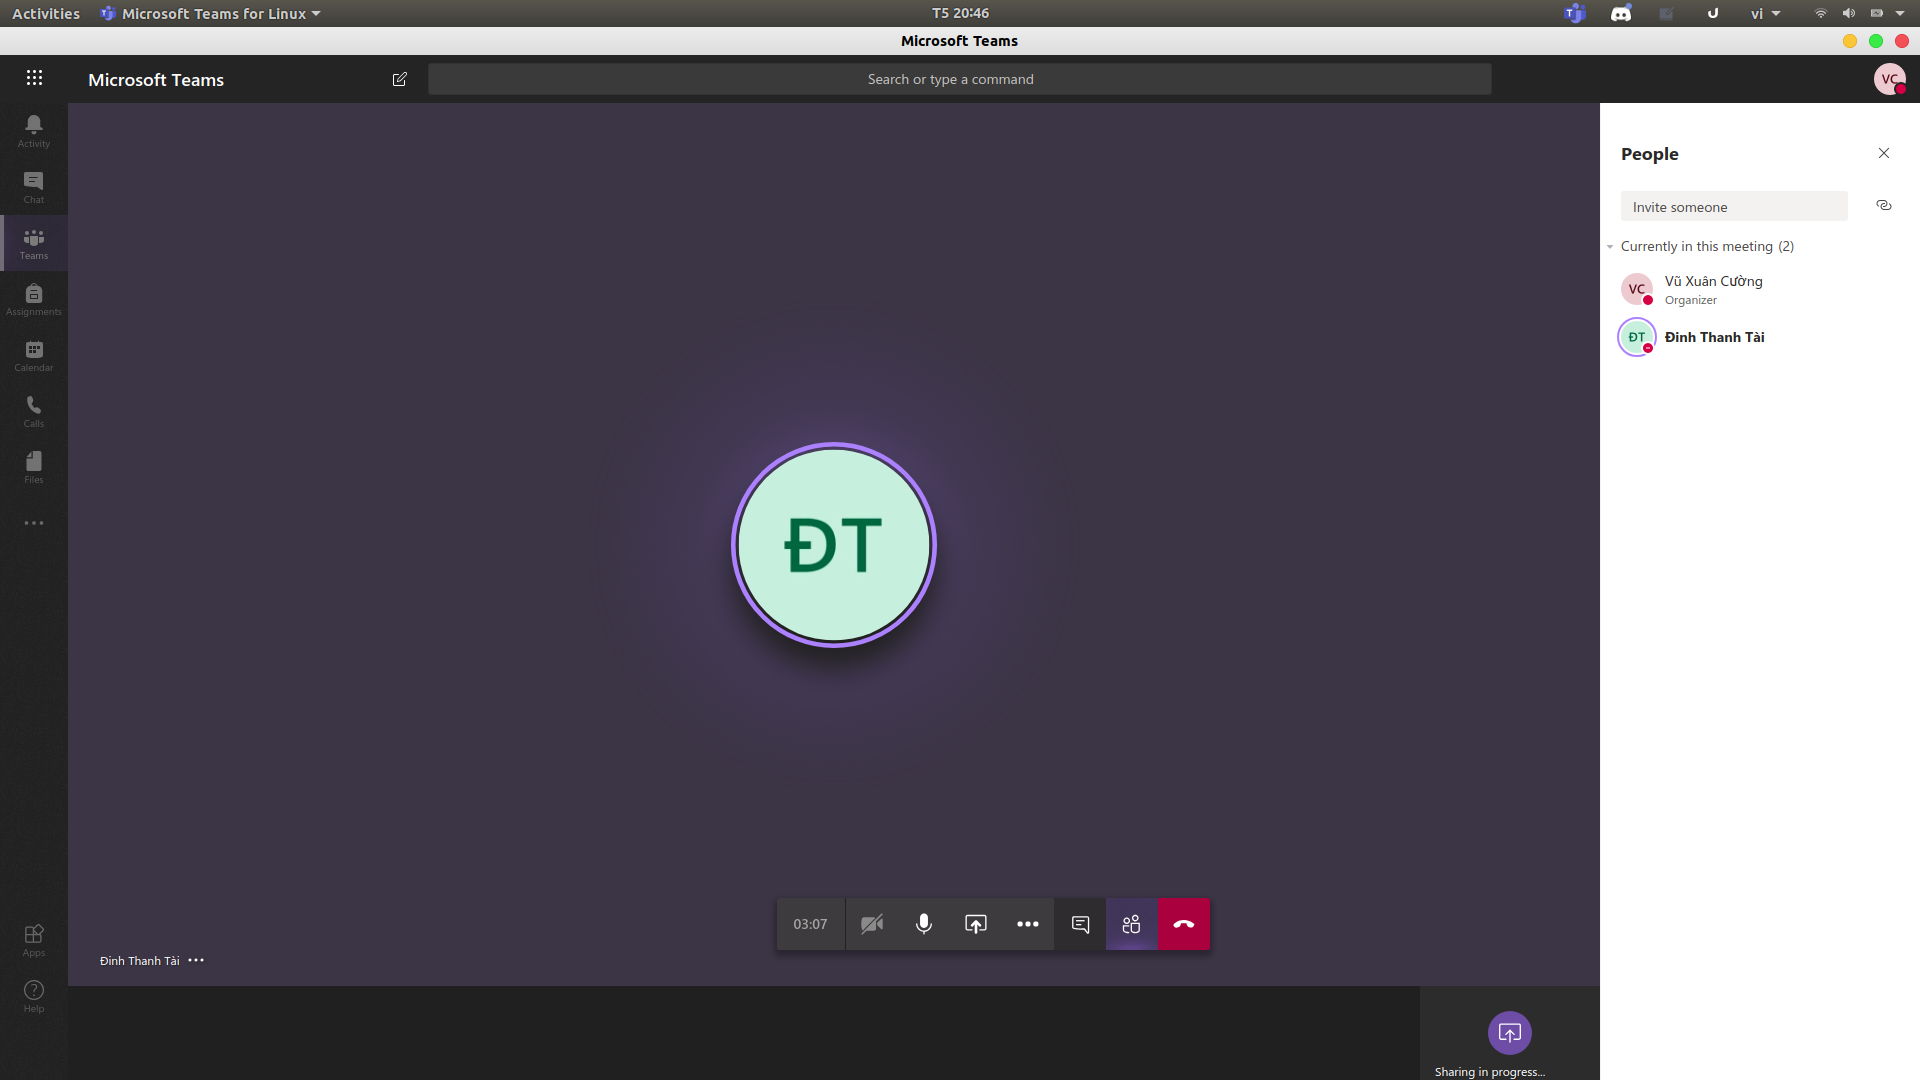 Activities Microsoft Teams for Linux T5 20:46 vi
Microsoft Teams
Microsoft Teams Search or type a command VC
Activity
Chat
Teams
Assignments
Calendar
Calls
Files
Apps
Help
ĐT
03:07
Đinh Thanh Tài
Sharing in progress...
People
Invite someone
Currently in this meeting (2)
VC Vũ Xuân Cường
Organizer
ĐT Đinh Thanh Tài